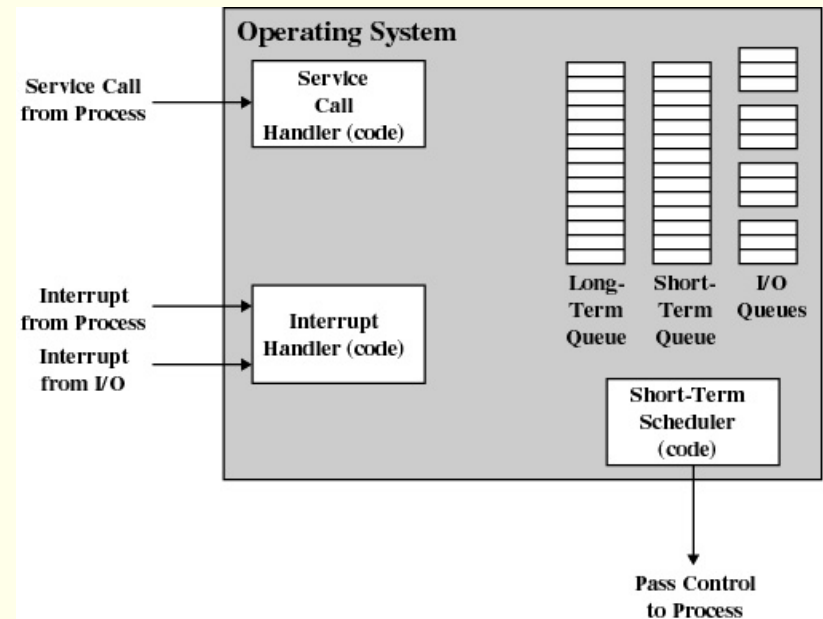 Operating System
Service Call
from Process
Service
Call
Handler (code)
Interrupt
from Process
Interrupt
from I/O
Interrupt
Handler (code)
Long-
Term
Queue
Short-
Term
Queue
I/O
Queues
Short-Term
Scheduler
(code)
Pass Control
to Process